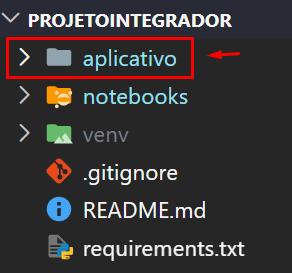 PROJETOINTEGRADOR
aplicativo
notebooks
venv
.gitignore
README.md
requirements.txt